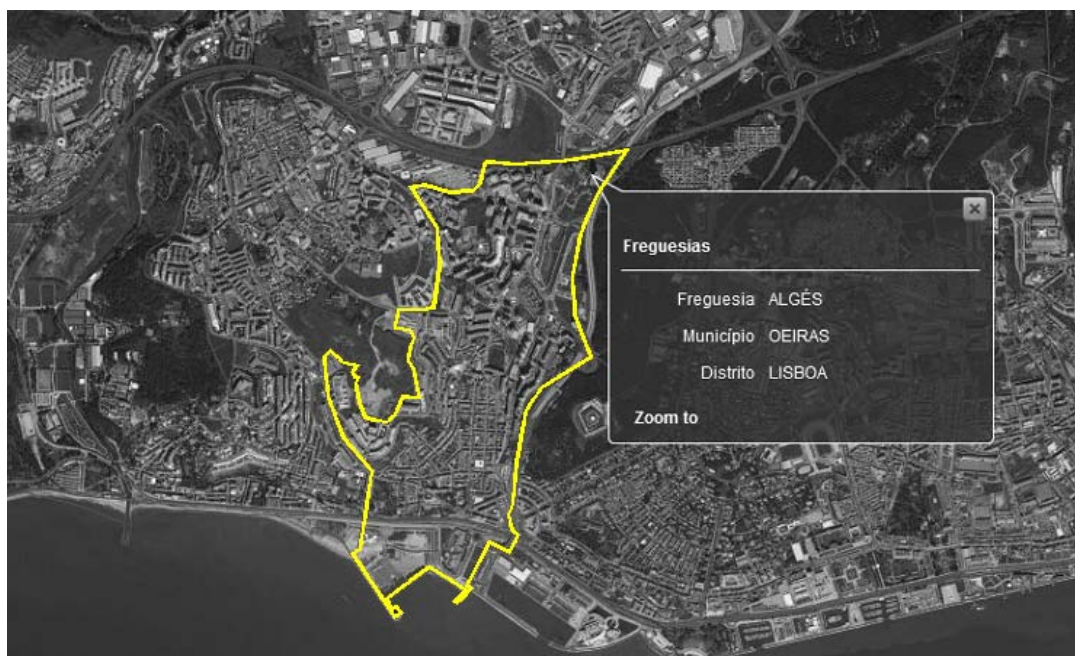 Freguesias
Freguesia ALGÉS
Município OEIRAS
Distrito LISBOA
Zoom to